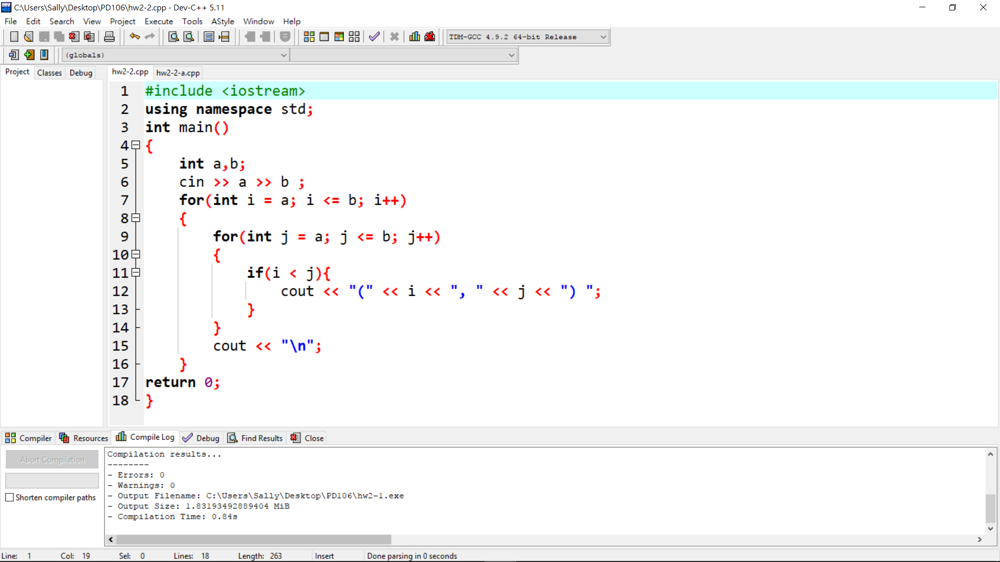 C:\Users\Sally\Desktop\PD106\hw2-2.cpp - Dev-C++ 5.11
File Edit Search View Project Execute Tools AStyle Window Help
TDM-GCC 4.9.2 64-bit Release
(globals)
Project Classes Debug hw2-2.cpp hw2-2-a.cpp
1 #include <iostream>
2 using namespace std;
3 int main()
4 {
5     int a,b;
6     cin >> a >> b ;
7     for(int i = a; i <= b; i++)
8     {
9         for(int j = a; j <= b; j++)
10         {
11             if(i < j){
12                 cout << "(" << i << ", " << j << ") ";
13             }
14         }
15         cout << "\n";
16     }
17 return 0;
18 }
Compiler Resources Compile Log Debug Find Results Close
Abort Compilation
Shorten compiler paths
Compilation results...
--------
- Errors: 0
- Warnings: 0
- Output Filename: C:\Users\Sally\Desktop\PD106\hw2-1.exe
- Output Size: 1.83193492889404 MiB
- Compilation Time: 0.84s
Line: 1 Col: 19 Sel: 0 Lines: 18 Length: 263 Insert Done parsing in 0 seconds